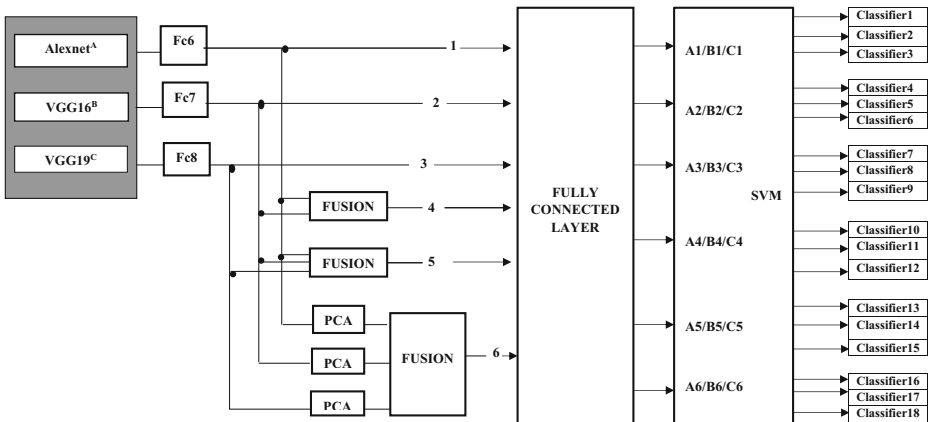 Alexnet^A
VGG16^B
VGG19^C
Fc6
Fc7
Fc8
1
2
3
FUSION
4
FUSION
5
PCA
PCA
PCA
FUSION
6
FULLY
CONNECTED
LAYER
A1/B1/C1
A2/B2/C2
A3/B3/C3
SVM
A4/B4/C4
A5/B5/C5
A6/B6/C6
Classifier1
Classifier2
Classifier3
Classifier4
Classifier5
Classifier6
Classifier7
Classifier8
Classifier9
Classifier10
Classifier11
Classifier12
Classifier13
Classifier14
Classifier15
Classifier16
Classifier17
Classifier18